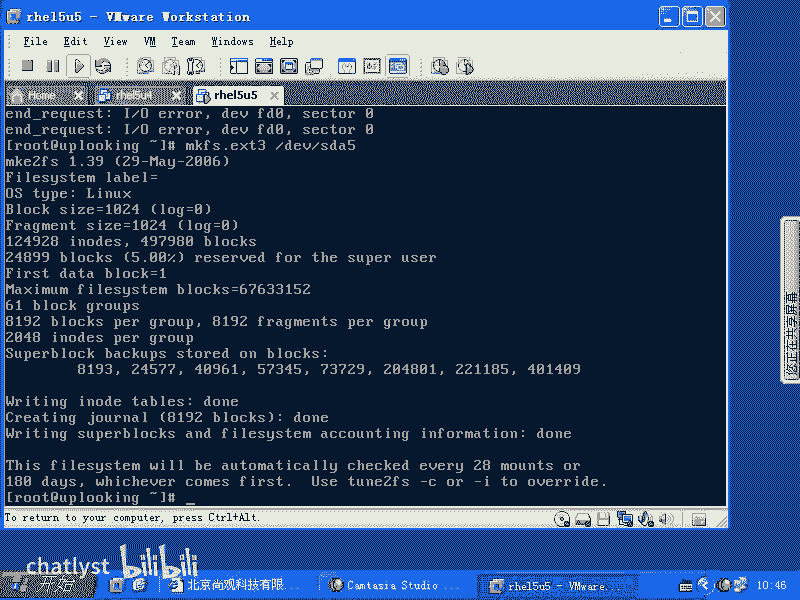 rhel5u5 - VMware Workstation
File Edit View VM Team Windows Help
Home rhel5u4 rhel5u5
end_request: I/O error, dev fd0, sector 0
end_request: I/O error, dev fd0, sector 0
[root@uplooking ~]# mkfs.ext3 /dev/sda5
mke2fs 1.39 (29-May-2006)
Filesystem label=
OS type: Linux
Block size=1024 (log=0)
Fragment size=1024 (log=0)
124928 inodes, 497980 blocks
24899 blocks (5.00%) reserved for the super user
First data block=1
Maximum filesystem blocks=67633152
61 block groups
8192 blocks per group, 8192 fragments per group
2048 inodes per group
Superblock backups stored on blocks:
8193, 24577, 40961, 57345, 73729, 204801, 221185, 401409
Writing inode tables: done
Creating journal (8192 blocks): done
Writing superblocks and filesystem accounting information: done
This filesystem will be automatically checked every 28 mounts or
180 days, whichever comes first.  Use tune2fs -c or -i to override.
[root@uplooking ~]# _
To return to your computer, press Ctrl+Alt.
您正在共享屏幕
chatlyst bilibili
开始 北京尚观科技有限... Camtasia Studio ... rhel5u5 - VMware... 10:46